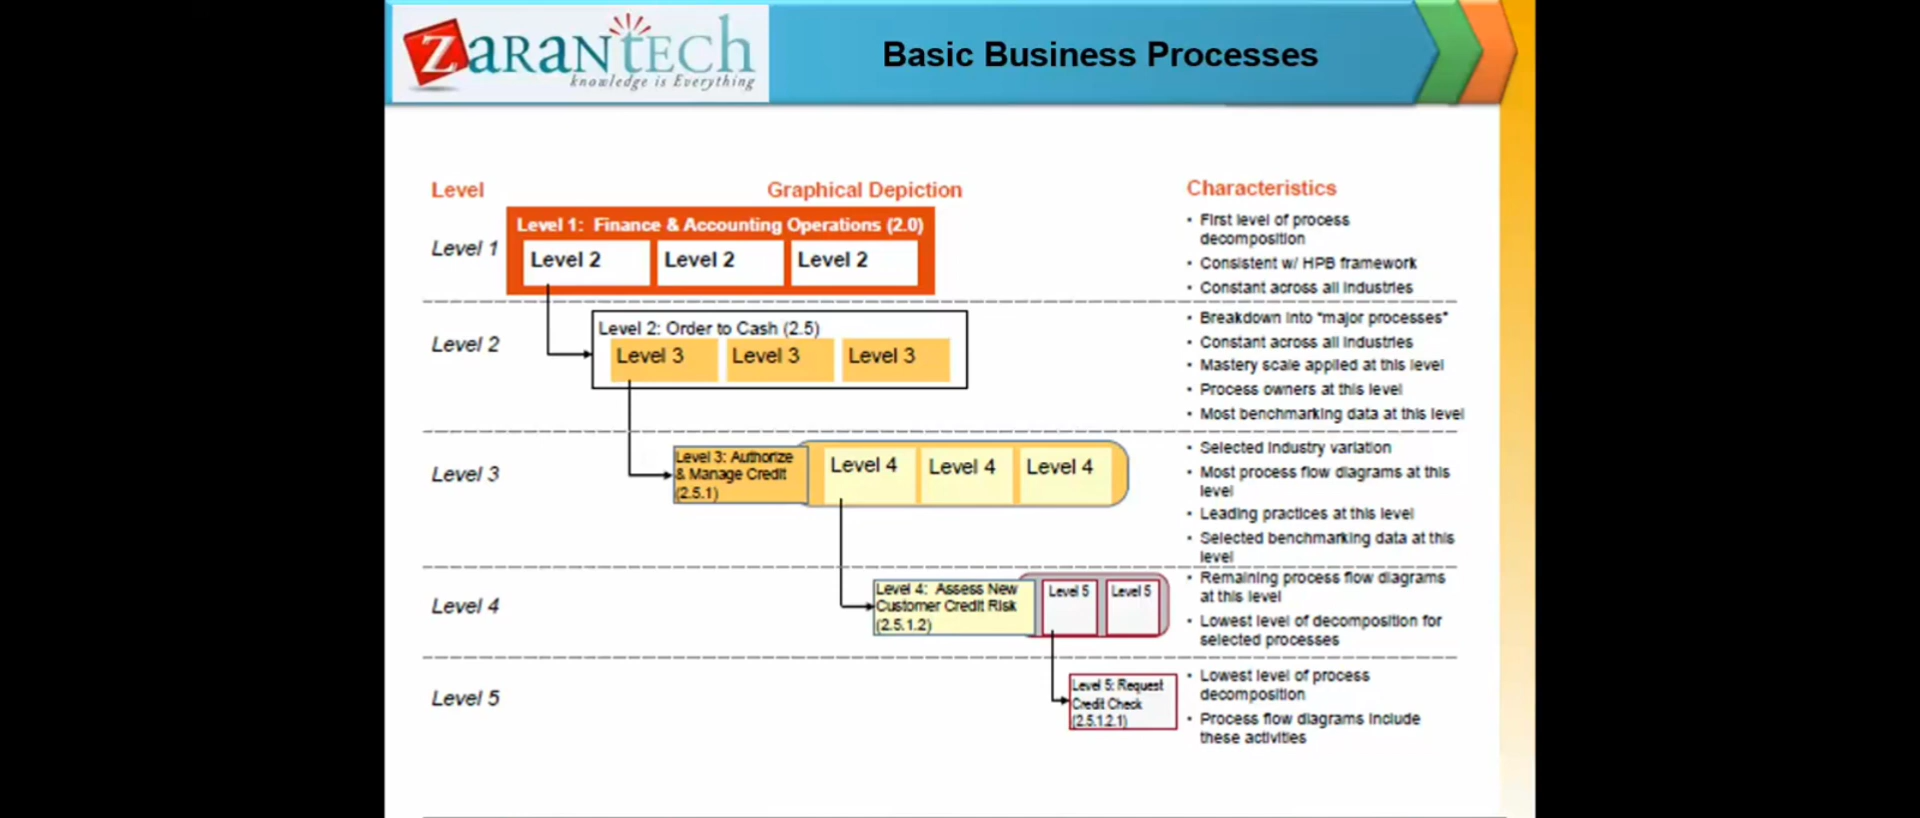 ZARANTECH
knowledge is Everything
Basic Business Processes
Level
Graphical Depiction
Characteristics
Level 1
Level 1: Finance & Accounting Operations (2.0)
Level 2
Level 2
Level 2
• First level of process
decomposition
• Consistent w/ HPB framework
• Constant across all industries
Level 2
Level 2: Order to Cash (2.5)
Level 3
Level 3
Level 3
• Breakdown into "major processes"
• Constant across all industries
• Mastery scale applied at this level
• Process owners at this level
• Most benchmarking data at this level
Level 3
Level 3: Authorize
& Manage Credit
(2.5.1)
Level 4
Level 4
Level 4
• Selected industry variation
• Most process flow diagrams at this
level
• Leading practices at this level
• Selected benchmarking data at this
level
Level 4
Level 4: Assess New
Customer Credit Risk
(2.5.1.2)
Level 5
Level 5
• Remaining process flow diagrams
at this level
• Lowest level of decomposition for
selected processes
Level 5
Level 5: Request
Credit Check
(2.5.1.2.1)
• Lowest level of process
decomposition
• Process flow diagrams include
these activities